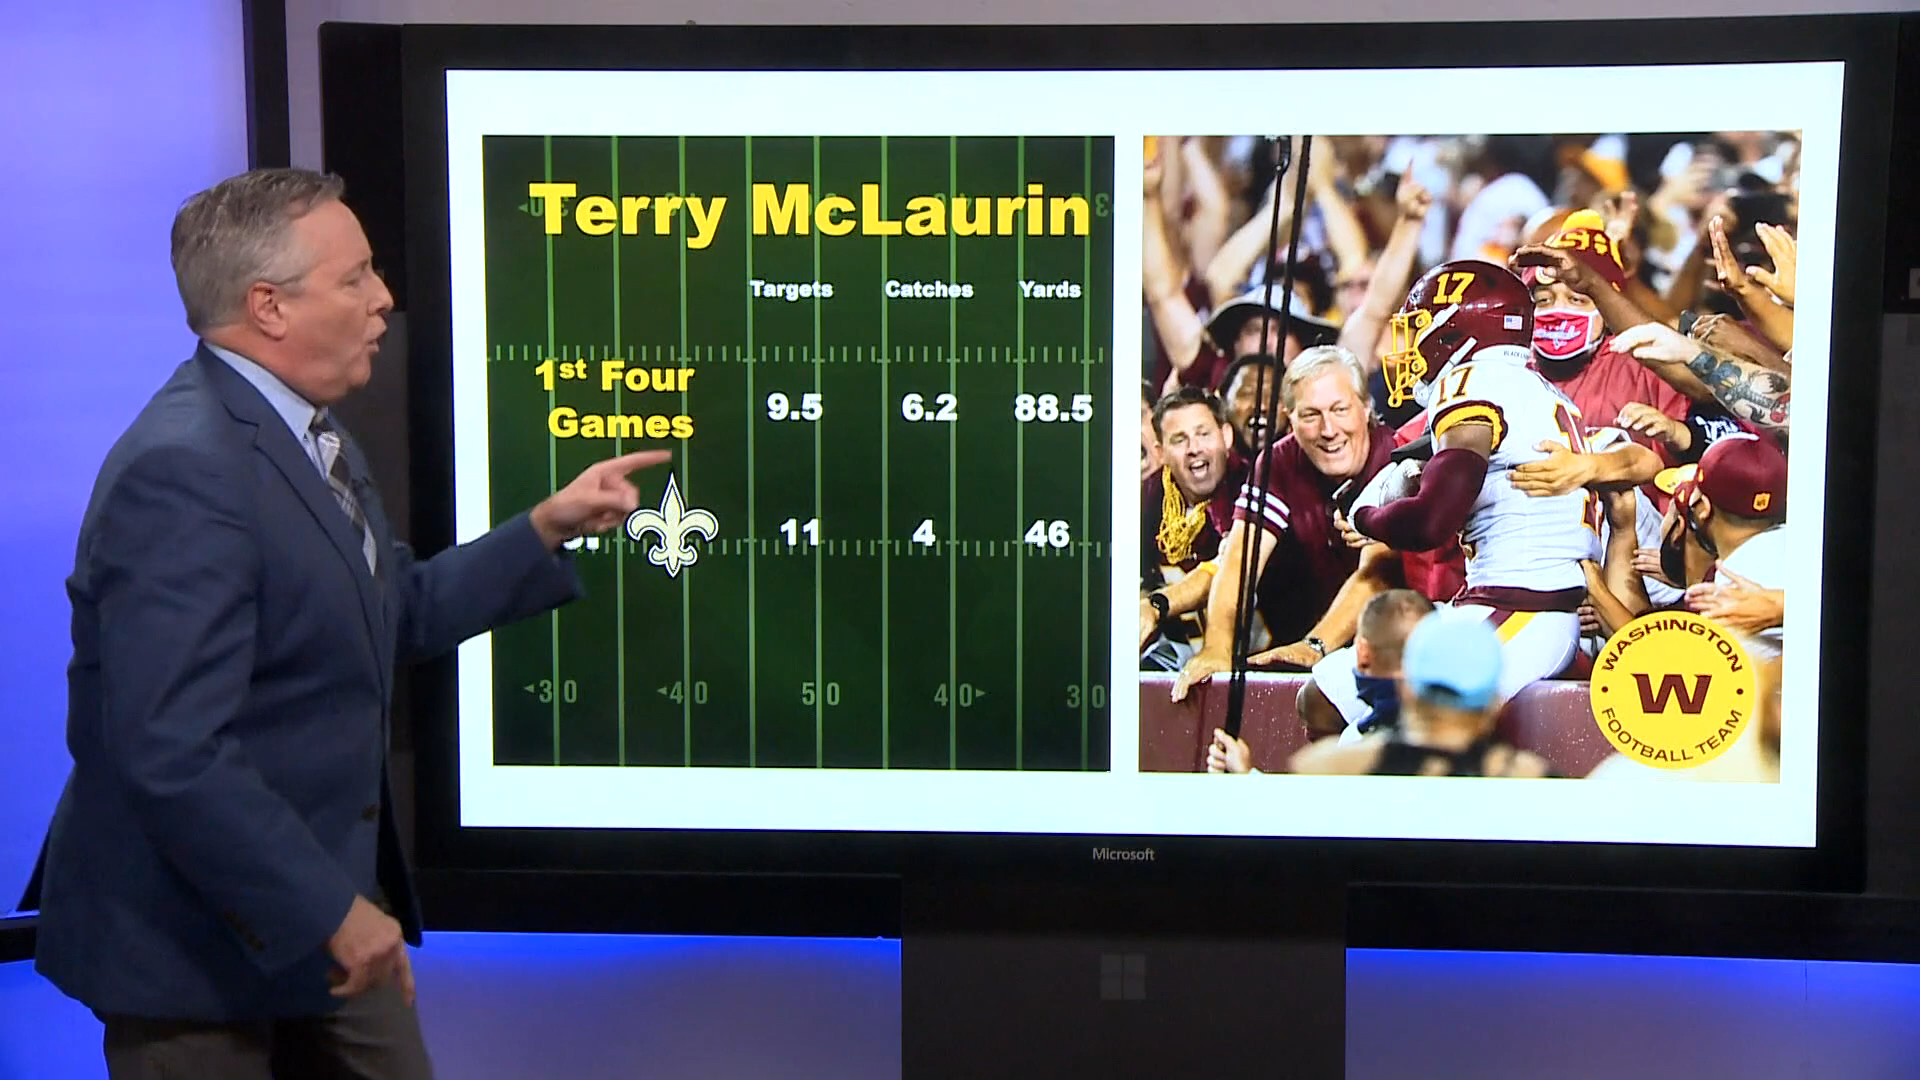 Terry McLaurin
Targets Catches Yards
1st Four
Games
9.5 6.2 88.5
11 4 46
30 40 50 40 30
17
17
WASHINGTON
W
FOOTBALL TEAM
Microsoft